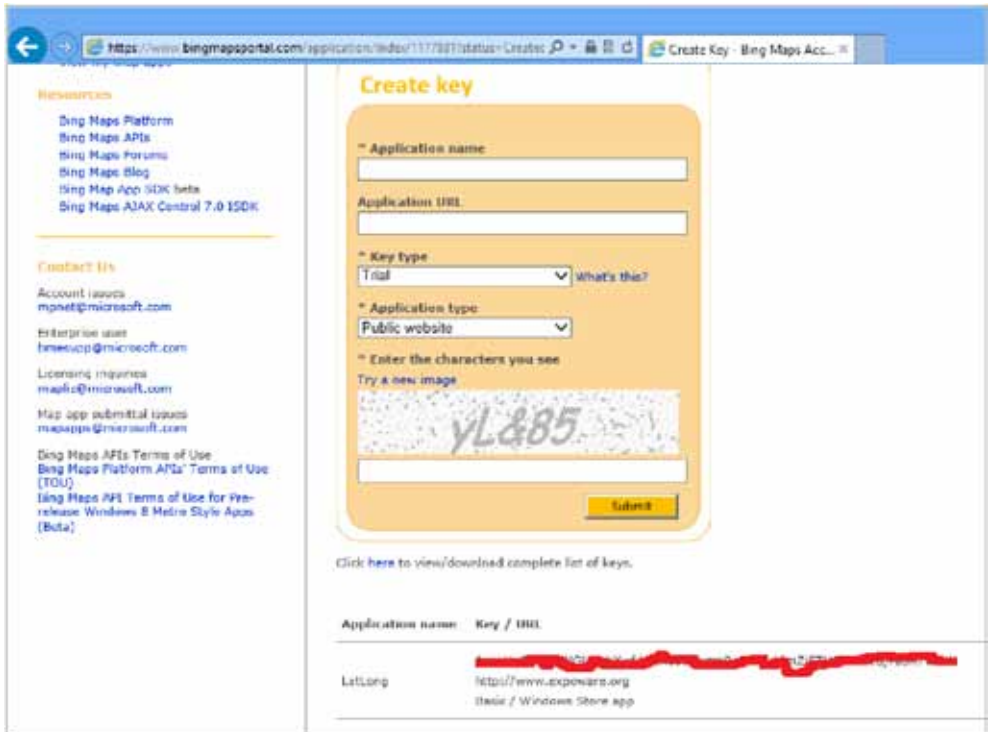 https://www.bingmapsportal.com/application/index/1177881?status=Created
Create Key - Bing Maps Acc...
View my Map apps
Resources
Bing Maps Platform
Bing Maps APIs
Bing Maps Forums
Bing Maps Blog
Bing Map App SDK beta
Bing Maps AJAX Control 7.0 ISDK
Contact Us
Account issues
mpnet@microsoft.com
Enterprise user
Licensing inquiries
maplic@microsoft.com
Map app submittal issues
mapapps@microsoft.com
Bing Maps APIs Terms of Use
Bing Maps Platform APIs' Terms of Use
(TOU)
Bing Maps API Terms of Use for Pre-
release Windows 8 Metro Style Apps
(Beta)
Create key
* Application name
Application URL
* Key type
Trial
What's this?
* Application type
Public website
* Enter the characters you see
Try a new image
yL&85
Submit
Click here to view/download complete list of keys.
Application name Key / URL
LatLong
http://www.expoware.org
Basic / Windows Store app